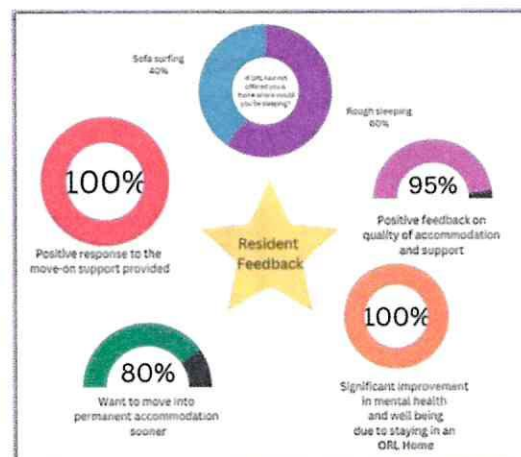 Sofa surfing
40%
If ORL had not
offered you a
home where would
you be sleeping?
Rough sleeping
60%
100%
Positive response to the
move-on support provided
95%
Positive feedback on
quality of accommodation
and support
Resident
Feedback
80%
Want to move into
permanent accommodation
sooner
100%
Significant improvement
in mental health
and well being
due to staying in an
ORL Home